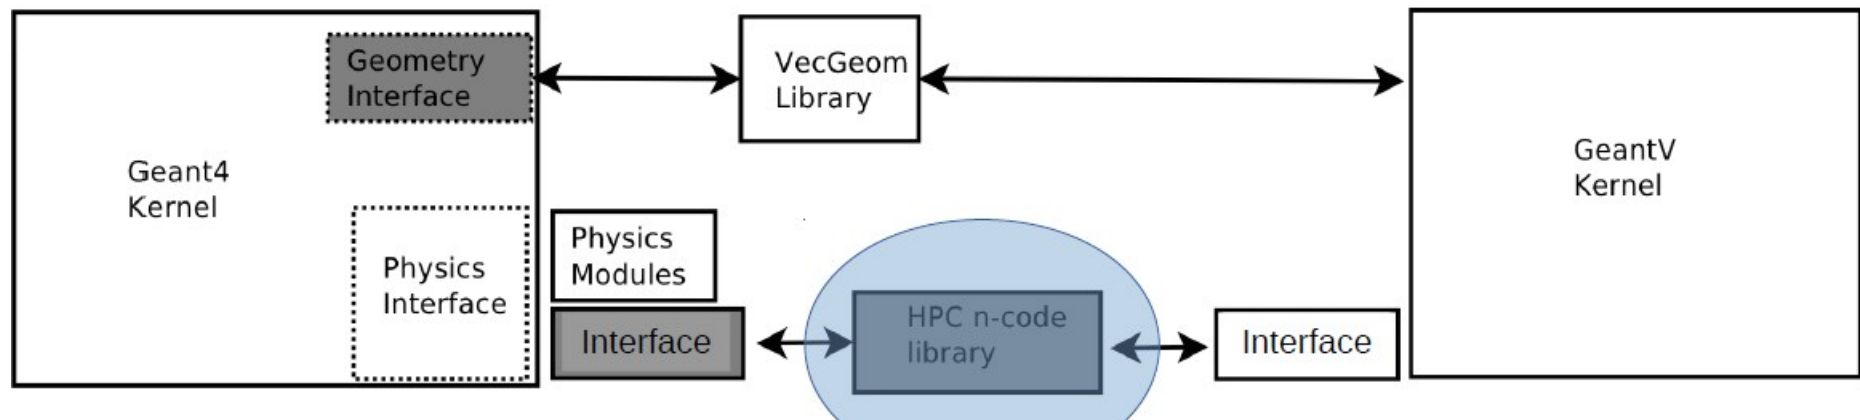 Geometry
Interface
VecGeom
Library
Geant4
Kernel
GeantV
Kernel
Physics
Interface
Physics
Modules
Interface
HPC n-code
library
Interface